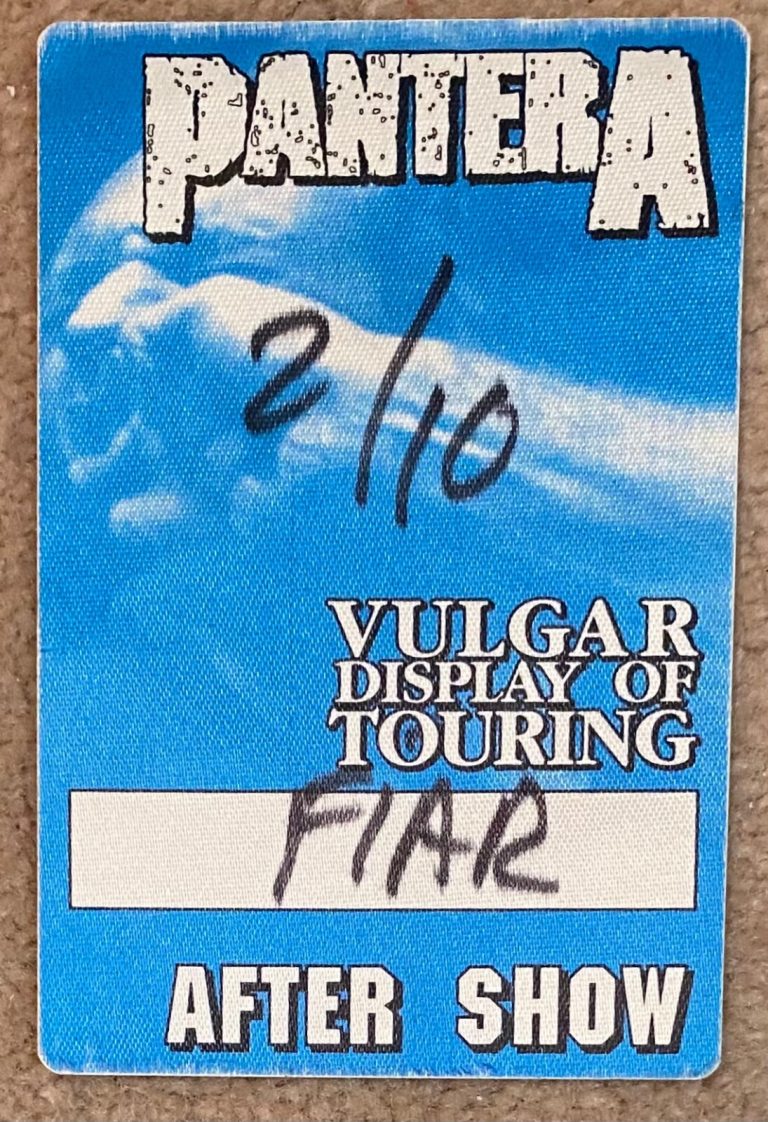 PANTERA
2/10
VULGAR
DISPLAY OF
TOURING
FIAR
AFTER SHOW